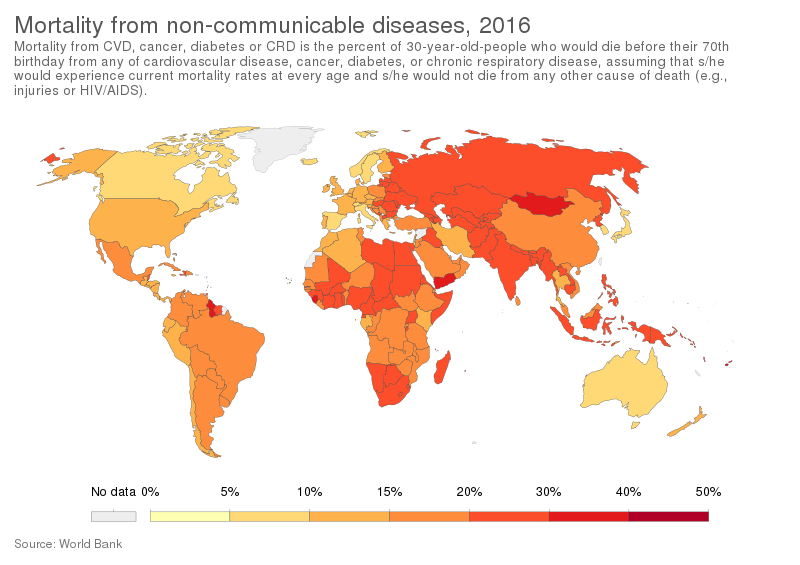 Mortality from non-communicable diseases, 2016
Mortality from CVD, cancer, diabetes or CRD is the percent of 30-year-old-people who would die before their 70th
birthday from any of cardiovascular disease, cancer, diabetes, or chronic respiratory disease, assuming that s/he
would experience current mortality rates at every age and s/he would not die from any other cause of death (e.g.,
injuries or HIV/AIDS).
No data 0% 5% 10% 15% 20% 30% 40% 50%
Source: World Bank